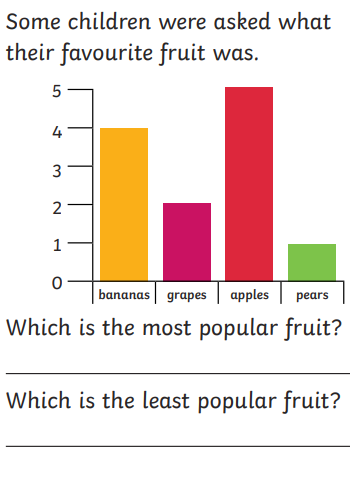 Some children were asked what
their favourite fruit was.
5
4
3
2
1
0
bananas grapes apples pears
Which is the most popular fruit?
Which is the least popular fruit?